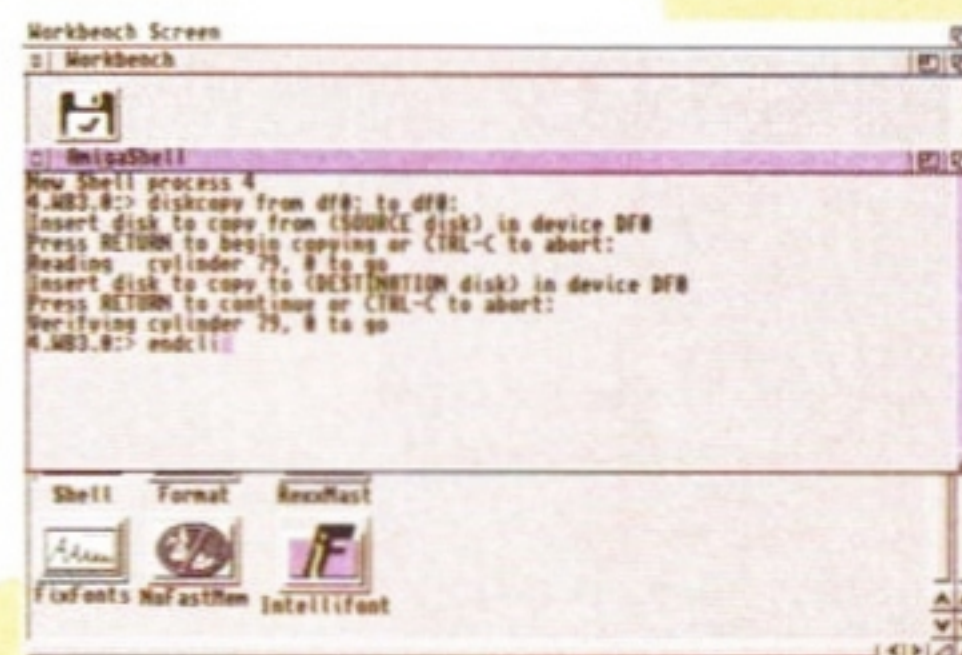 Workbench Screen
Workbench
AmigaShell
New Shell process 4
4.WB3.0:> diskcopy from df0: to df0:
Insert disk to copy from (SOURCE disk) in device DF0
Press RETURN to begin copying or CTRL-C to abort:
Reading cylinder 79, 0 to go
Insert disk to copy to (DESTINATION disk) in device DF0
Press RETURN to continue or CTRL-C to abort:
Verifying cylinder 79, 0 to go
4.WB3.0:> endcli
Shell Format RexxMast
FixFonts NoFastMem Intellifont